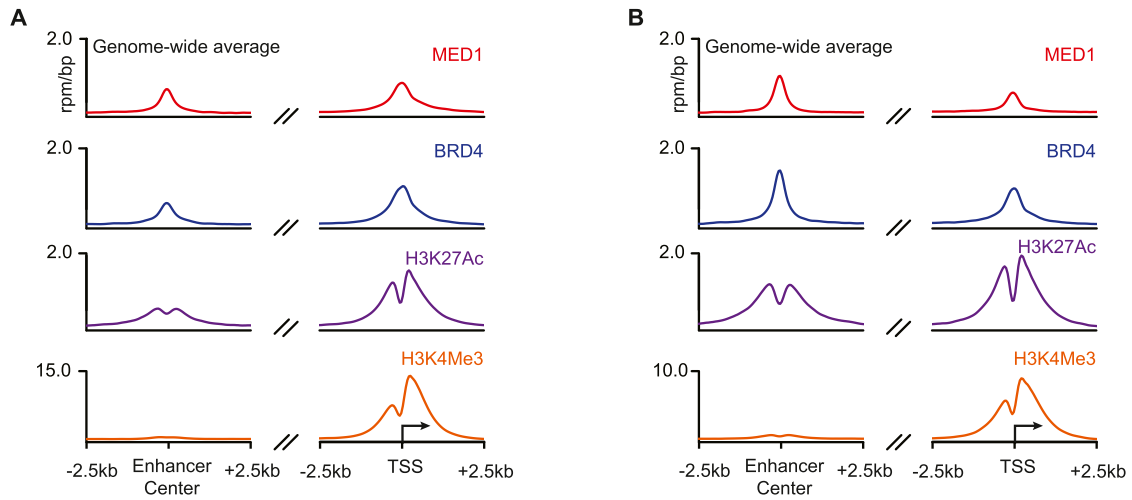 A
2.0
Genome-wide average
MED1
rpm/bp
2.0
BRD4
2.0
H3K27Ac
15.0
H3K4Me3
-2.5kb
Enhancer
Center
+2.5kb
-2.5kb
TSS
+2.5kb
B
2.0
Genome-wide average
MED1
rpm/bp
2.0
BRD4
2.0
H3K27Ac
10.0
H3K4Me3
-2.5kb
Enhancer
Center
+2.5kb
-2.5kb
TSS
+2.5kb